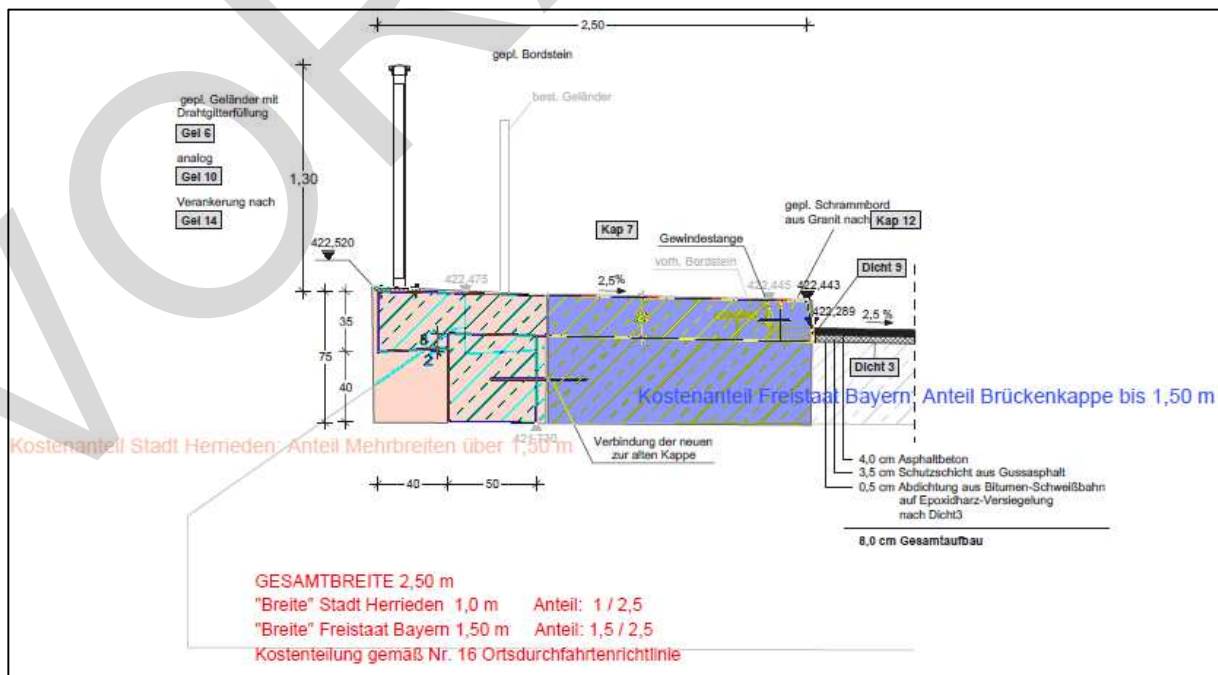 VORA
2,50
gepl. Bordstein
gepl. Geländer mit
Drahtgitterfüllung
Gel 6
analog
Gel 10
Verankerung nach
Gel 14
best. Geländer
1,30
gepl. Schrammbord
aus Granit nach Kap 12
Kap 7
Gewindestange
vorh. Bordstein
Dicht 9
422,520
422,475
2,5%
422,445
422,443
422,289
2,5 %
35
75
40
8
2
Dicht 3
Kostenanteil Freistaat Bayern: Anteil Brückenkappe bis 1,50 m
Kostenanteil Stadt Herrieden: Anteil Mehrbreiten über 1,50 m
Verbindung der neuen
zur alten Kappe
40
50
4,0 cm Asphaltbeton
3,5 cm Schutzschicht aus Gussasphalt
0,5 cm Abdichtung aus Bitumen-Schweißbahn
auf Epoxidharz-Versiegelung
nach Dicht3
8,0 cm Gesamtaufbau
GESAMTBREITE 2,50 m
"Breite" Stadt Herrieden 1,0 m Anteil: 1 / 2,5
"Breite" Freistaat Bayern 1,50 m Anteil: 1,5 / 2,5
Kostenteilung gemäß Nr. 16 Ortsdurchfahrtenrichtlinie